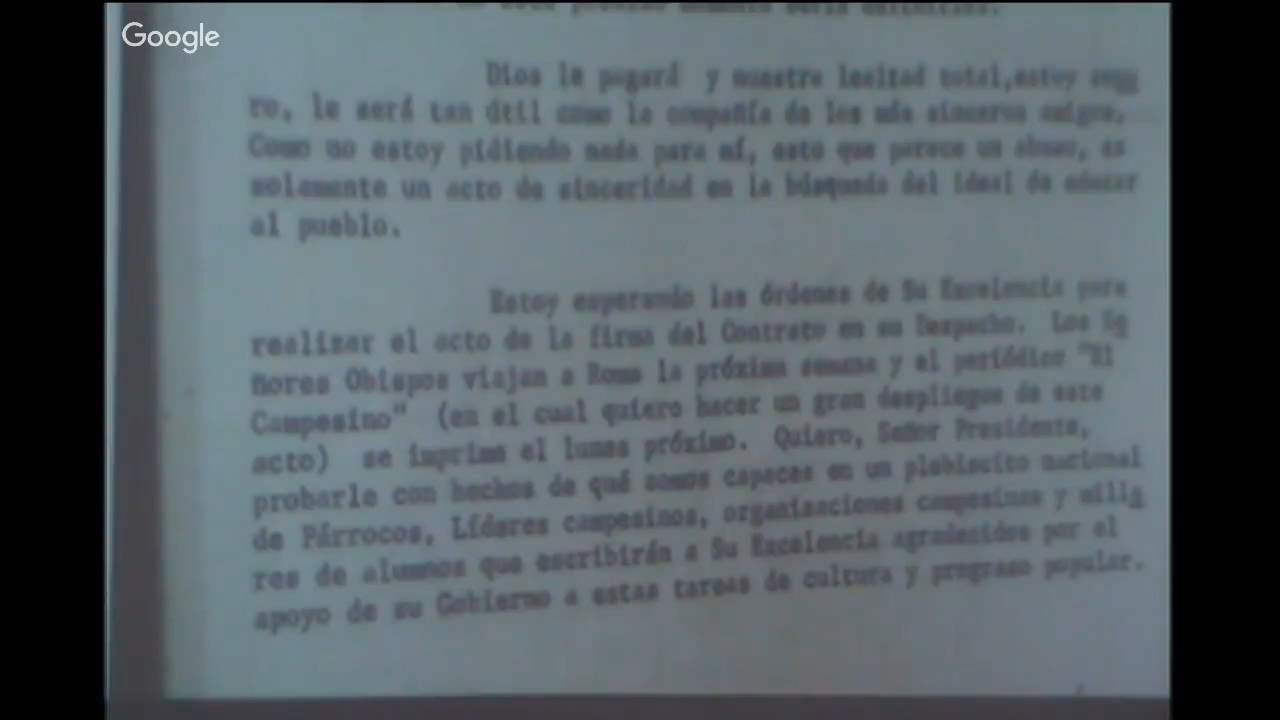 Google
Dios le pagará y nuestra lealtad total,estoy segu
ro, le será tan útil como la compañía de los más sinceros amigos.
Como no estoy pidiendo nada para mí, esto que parece un abuso, es
solamente un acto de sinceridad en la búsqueda del ideal de educar
al pueblo.
Estoy esperando las órdenes de Su Excelencia para
realizar el acto de la firma del Contrato en su Despacho. Los Se
ñores Obispos viajan a Roma la próxima semana y el periódico "El
Campesino" (en el cual quiero hacer un gran despliegue de este
acto) se imprime el lunes próximo. Quiero, Señor Presidente,
probarle con hechos de qué somos capaces en un plebiscito nacional
de Párrocos, Líderes campesinos, organizaciones campesinas y milla
res de alumnos que escribirán a Su Excelencia agradecidos por el
apoyo de su Gobierno a estas tareas de cultura y progreso popular.